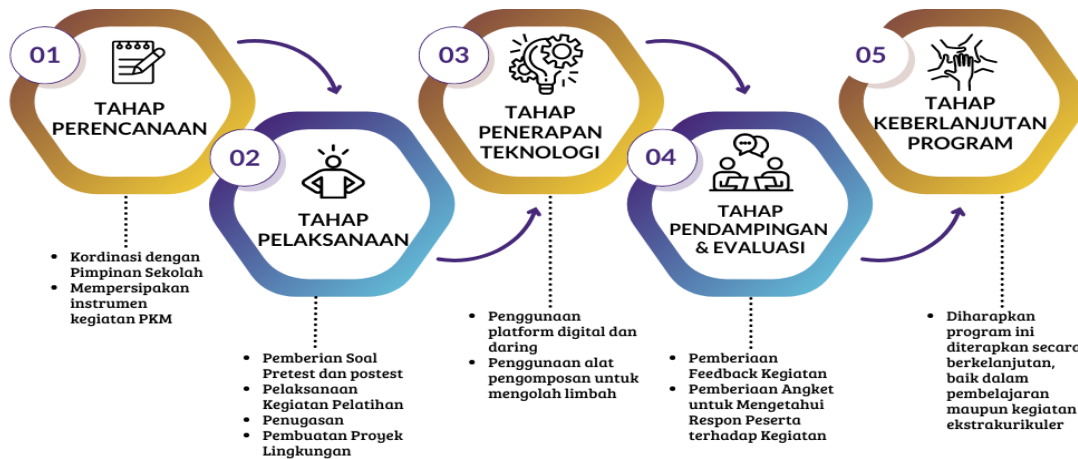 01
TAHAP
PERENCANAAN
• Kordinasi dengan
Pimpinan Sekolah
• Mempersipakan
instrumen
kegiatan PKM
02
TAHAP
PELAKSANAAN
• Pemberian Soal
Pretest dan postest
• Pelaksanaan
Kegiatan Pelatihan
• Penugasan
• Pembuatan Proyek
Lingkungan
03
TAHAP
PENERAPAN
TEKNOLOGI
• Penggunaan
platform digital dan
daring
• Penggunaan alat
pengomposan untuk
mengolah limbah
04
TAHAP
PENDAMPINGAN
& EVALUASI
• Pemberiaan
Feedback Kegiatan
• Pemberiaan Angket
untuk Mengetahui
Respon Peserta
terhadap Kegiatan
05
TAHAP
KEBERLANJUTAN
PROGRAM
• Diharapkan
program ini
diterapkan secara
berkelanjutan,
baik dalam
pembelajaran
maupun kegiatan
ekstrakurikuler